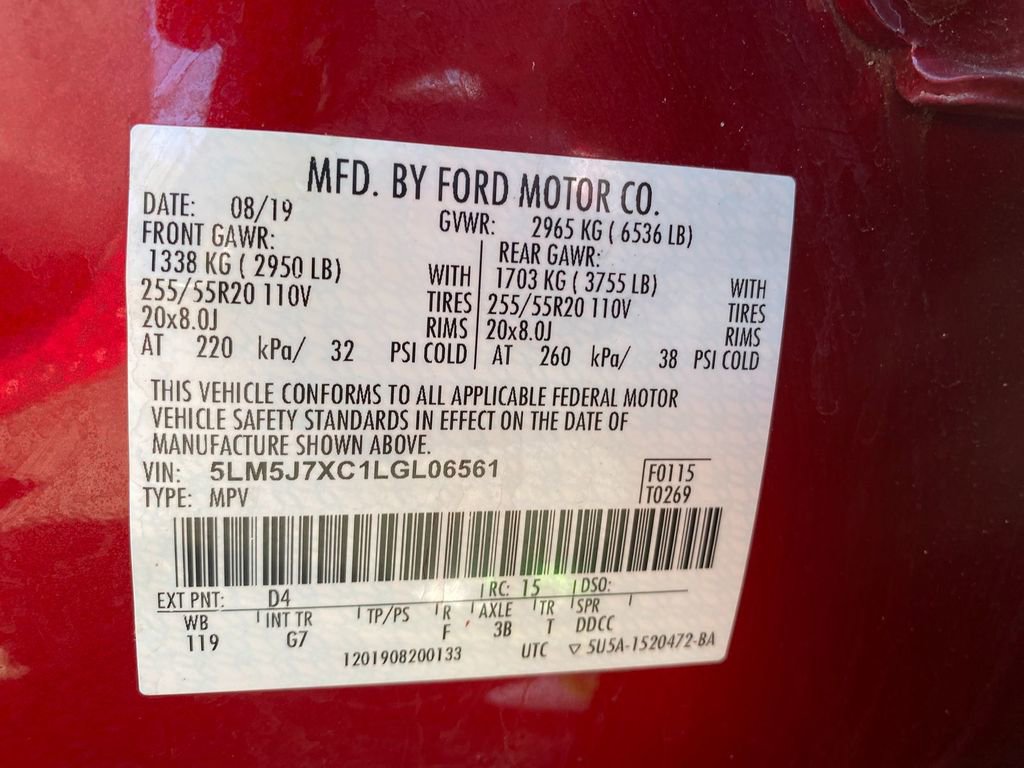 MFD. BY FORD MOTOR CO.
DATE: 08/19 GVWR: 2965 KG ( 6536 LB)
FRONT GAWR: REAR GAWR:
1338 KG ( 2950 LB) WITH 1703 KG ( 3755 LB) WITH
255/55R20 110V TIRES 255/55R20 110V TIRES
20x8.0J RIMS 20x8.0J RIMS
AT 220 kPa/ 32 PSI COLD AT 260 kPa/ 38 PSI COLD
THIS VEHICLE CONFORMS TO ALL APPLICABLE FEDERAL MOTOR
VEHICLE SAFETY STANDARDS IN EFFECT ON THE DATE OF
MANUFACTURE SHOWN ABOVE.
VIN: 5LM5J7XC1LGL06561 F0115
TYPE: MPV T0269
EXT PNT: D4 RC: 15 DSO:
WB INT TR TP/PS R AXLE TR SPR
119 G7 F 3B T DDCC
1201908200133 UTC ▽ 5U5A-1520472-BA